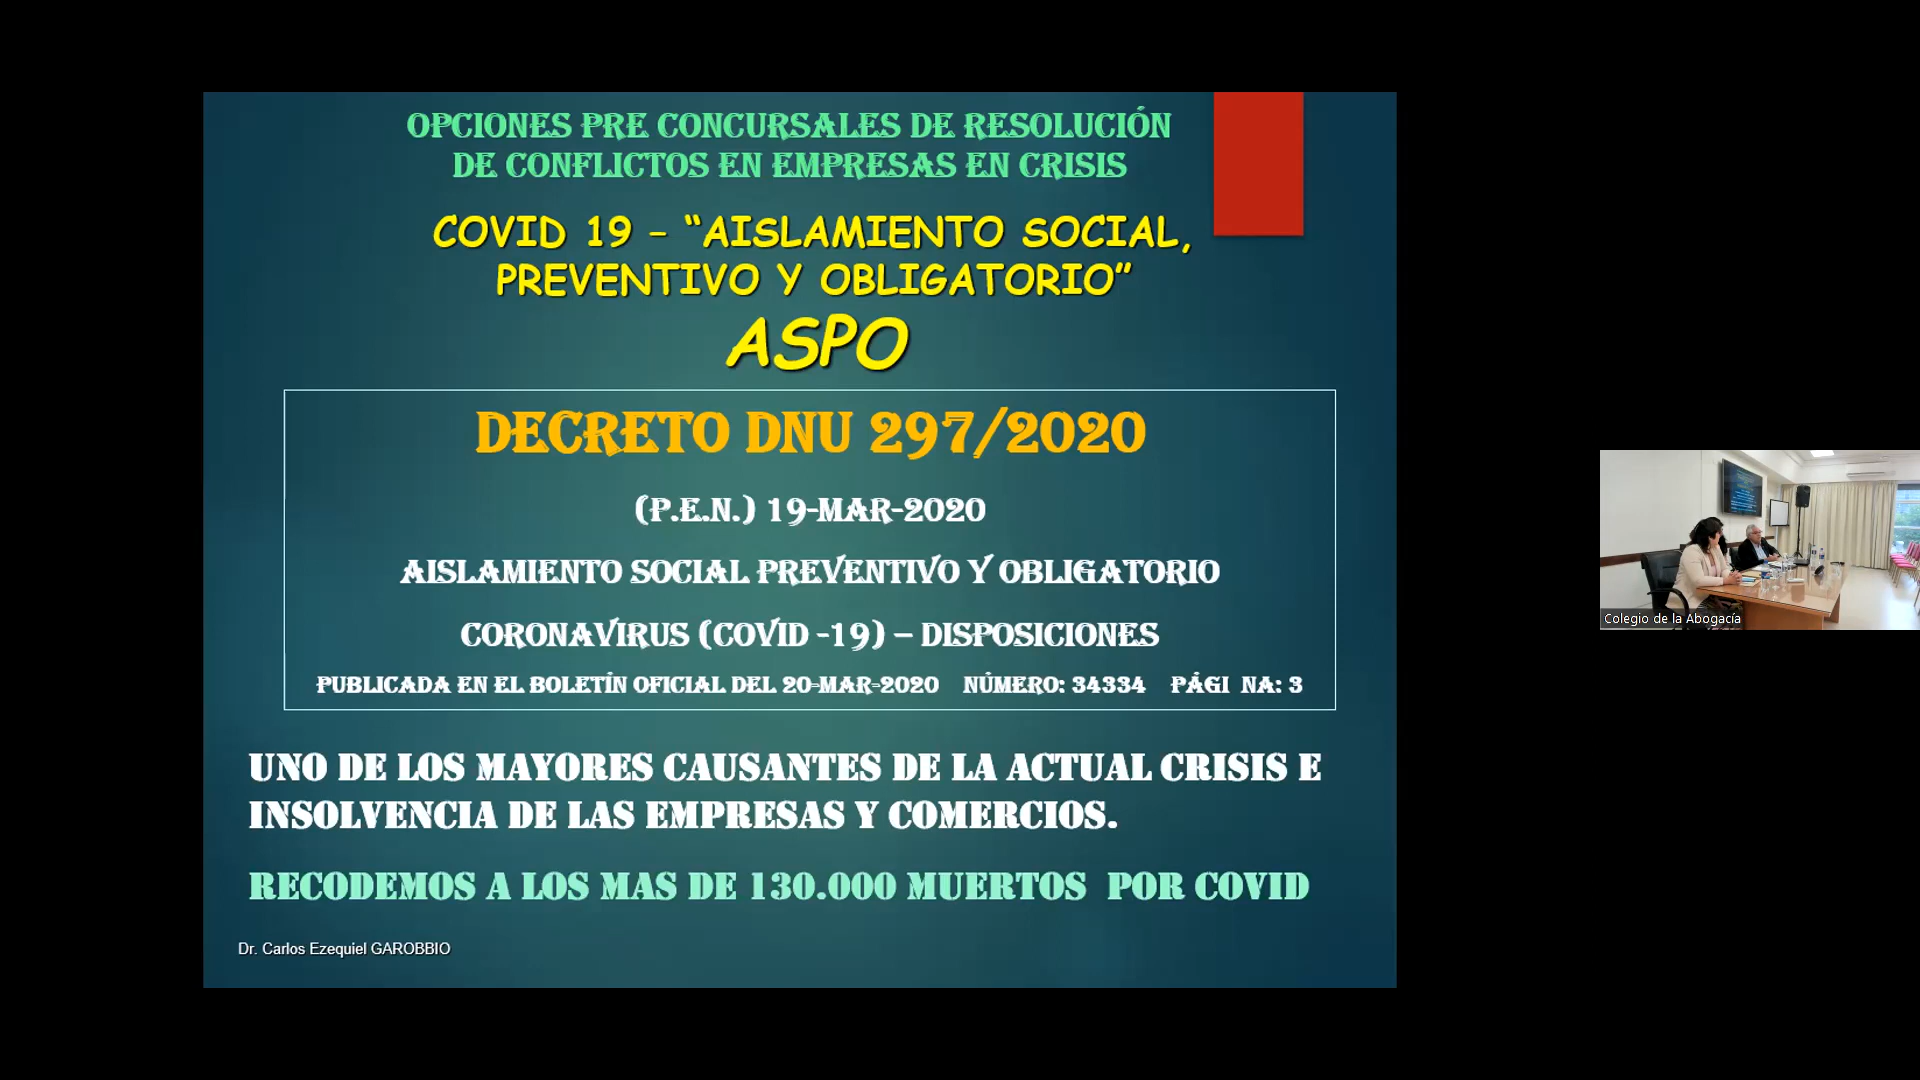 OPCIONES PRE CONCURSALES DE RESOLUCIÓN
DE CONFLICTOS EN EMPRESAS EN CRISIS
COVID 19 – “AISLAMIENTO SOCIAL,
PREVENTIVO Y OBLIGATORIO”
ASPO
DECRETO DNU 297/2020
(P.E.N.) 19-MAR-2020
AISLAMIENTO SOCIAL PREVENTIVO Y OBLIGATORIO
CORONAVIRUS (COVID -19) – DISPOSICIONES
PUBLICADA EN EL BOLETÍN OFICIAL DEL 20-MAR-2020 NÚMERO: 34334 PÁGI NA: 3
UNO DE LOS MAYORES CAUSANTES DE LA ACTUAL CRISIS E
INSOLVENCIA DE LAS EMPRESAS Y COMERCIOS.
RECODEMOS A LOS MAS DE 130.000 MUERTOS POR COVID
Dr. Carlos Ezequiel GAROBBIO
Colegio de la Abogacía